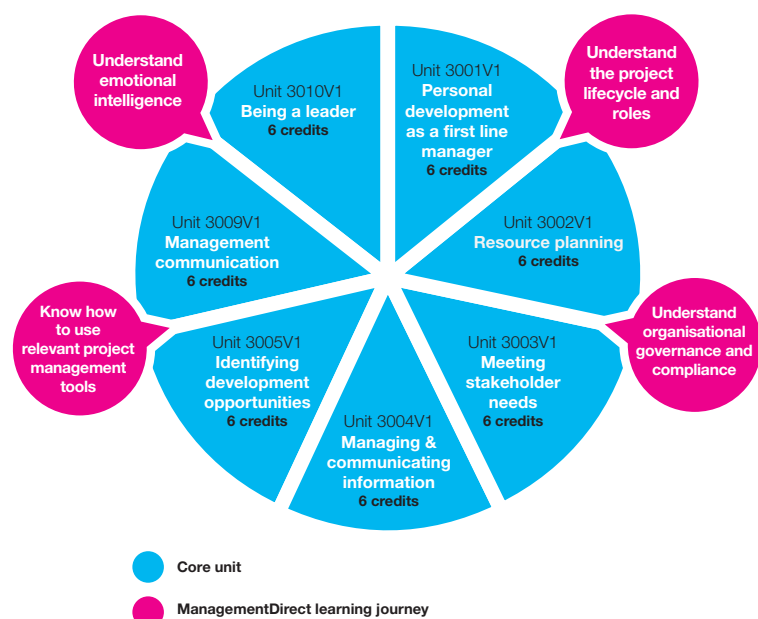 Understand
emotional
intelligence
Unit 3010V1
Being a leader
6 credits
Unit 3001V1
Personal
development
as a first line
manager
6 credits
Understand
the project
lifecycle and
roles
Unit 3009V1
Management
communication
6 credits
Unit 3002V1
Resource planning
6 credits
Know how
to use
relevant project
management
tools
Unit 3005V1
Identifying
development
opportunities
6 credits
Unit 3004V1
Managing &
communicating
information
6 credits
Unit 3003V1
Meeting
stakeholder
needs
6 credits
Understand
organisational
governance and
compliance
Core unit
ManagementDirect learning journey